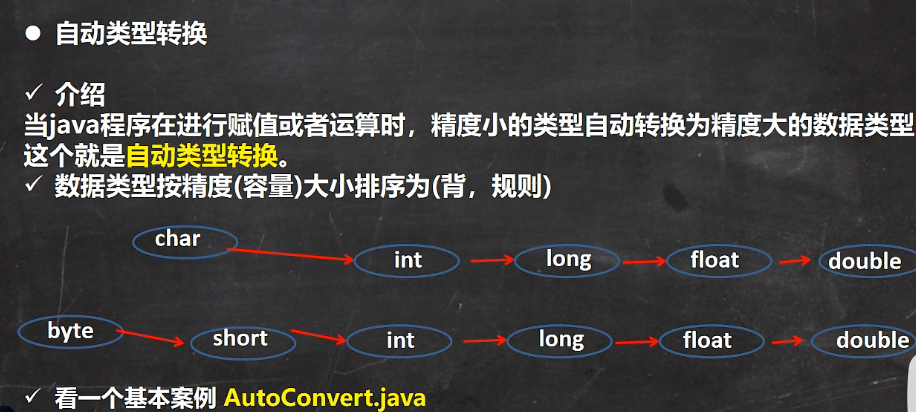 ● 自动类型转换
✓ 介绍
当java程序在进行赋值或者运算时，精度小的类型自动转换为精度大的数据类型
这个就是自动类型转换。
✓ 数据类型按精度(容量)大小排序为(背，规则)
char int long float double
byte short int long float double
✓ 看一个基本案例 AutoConvert.java